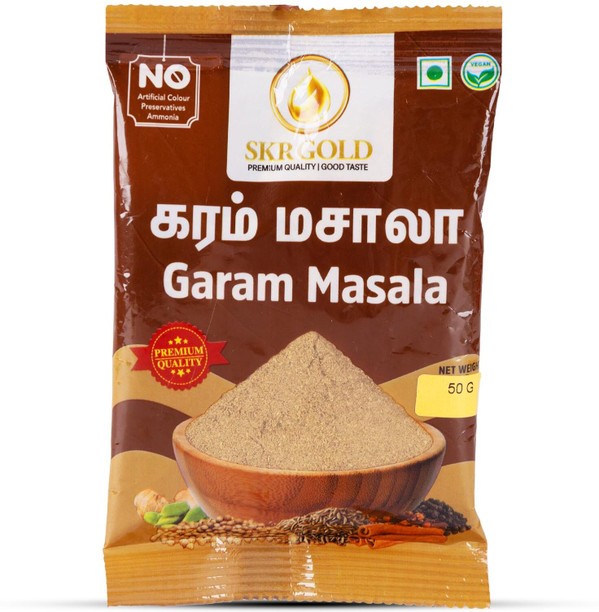 NO
Artificial Colour
Preservatives
Ammonia
VEGAN
SKR GOLD
PREMIUM QUALITY | GOOD TASTE
கரம் மசாலா
Garam Masala
PREMIUM
QUALITY
NET WEIGH
50 G